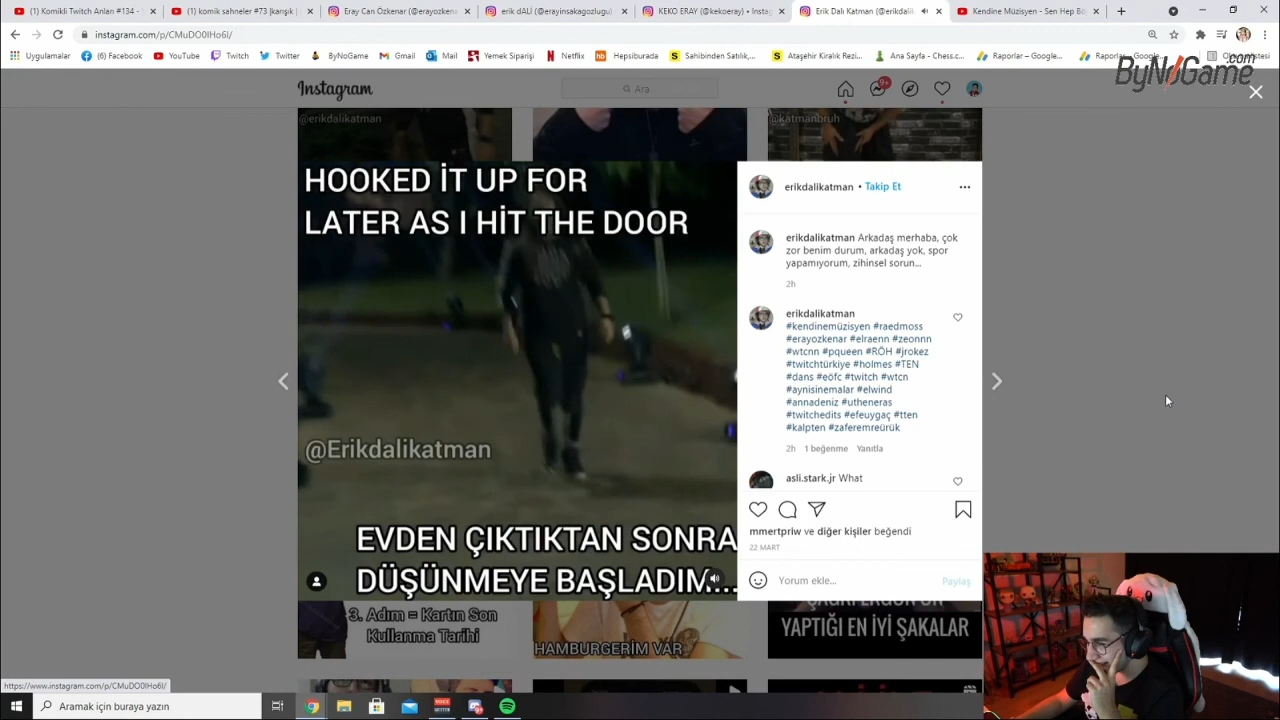 (1) Komikli Twitch Anları #134 -
(1) komik sahneler #73 [karışık |
Eray Can Özkenar (@erayozkena
erik dALİ (@erayinsakagozlugu)
KEKO ERAY (@kekoeray) • Instag
Erik Dalı Katman (@erikdali
Kendine Müzisyen - Sen Hep Bö
instagram.com/p/CMuDO0lHo6I/
Uygulamalar
(6) Facebook
YouTube
Twitch
Twitter
ByNoGame
Gmail
Mail
Yemek Siparişi
Netflix
Hepsiburada
Sahibinden Satılık,...
Ataşehir Kiralık Rez...
Ana Sayfa - Chess.c...
Raporlar – Google...
Raporlar – Google
ByNoGame.com
Instagram
Ara
9+
@erikdalikatman
@katmanbruh
HOOKED İT UP FOR
LATER AS I HİT THE DOOR
@Erikdalikatman
EVDEN ÇIKTIKTAN SONRA
DÜŞÜNMEYE BAŞLADIM...
erikdalikatman • Takip Et
erikdalikatman Arkadaş merhaba, çok
zor benim durum, arkadaş yok, spor
yapamıyorum, zihinsel sorun...
2h
erikdalikatman
#kendinemüzisyen #raedmoss
#erayozkenar #elraenn #zeonnn
#wtcnn #pqueen #RÖH #jrokez
#twitchtürkiye #holmes #TEN
#dans #eöfc #twitch #wtcn
#aynisinemalar #elwind
#annadeniz #utheneras
#twitchedits #efeuygaç #tten
#kalpten #zaferemreürük
2h 1 beğenme Yanıtla
asli.stark.jr What
mmertpriw ve diğer kişiler beğendi
22 MART
Yorum ekle...
Paylaş
3. Adım = Kartın Son
Kullanma Tarihi
HAMBURGERİM VAR
YAPTIĞI EN İYİ ŞAKALAR
https://www.instagram.com/p/CMuDO0lHo6I/
Aramak için buraya yazın